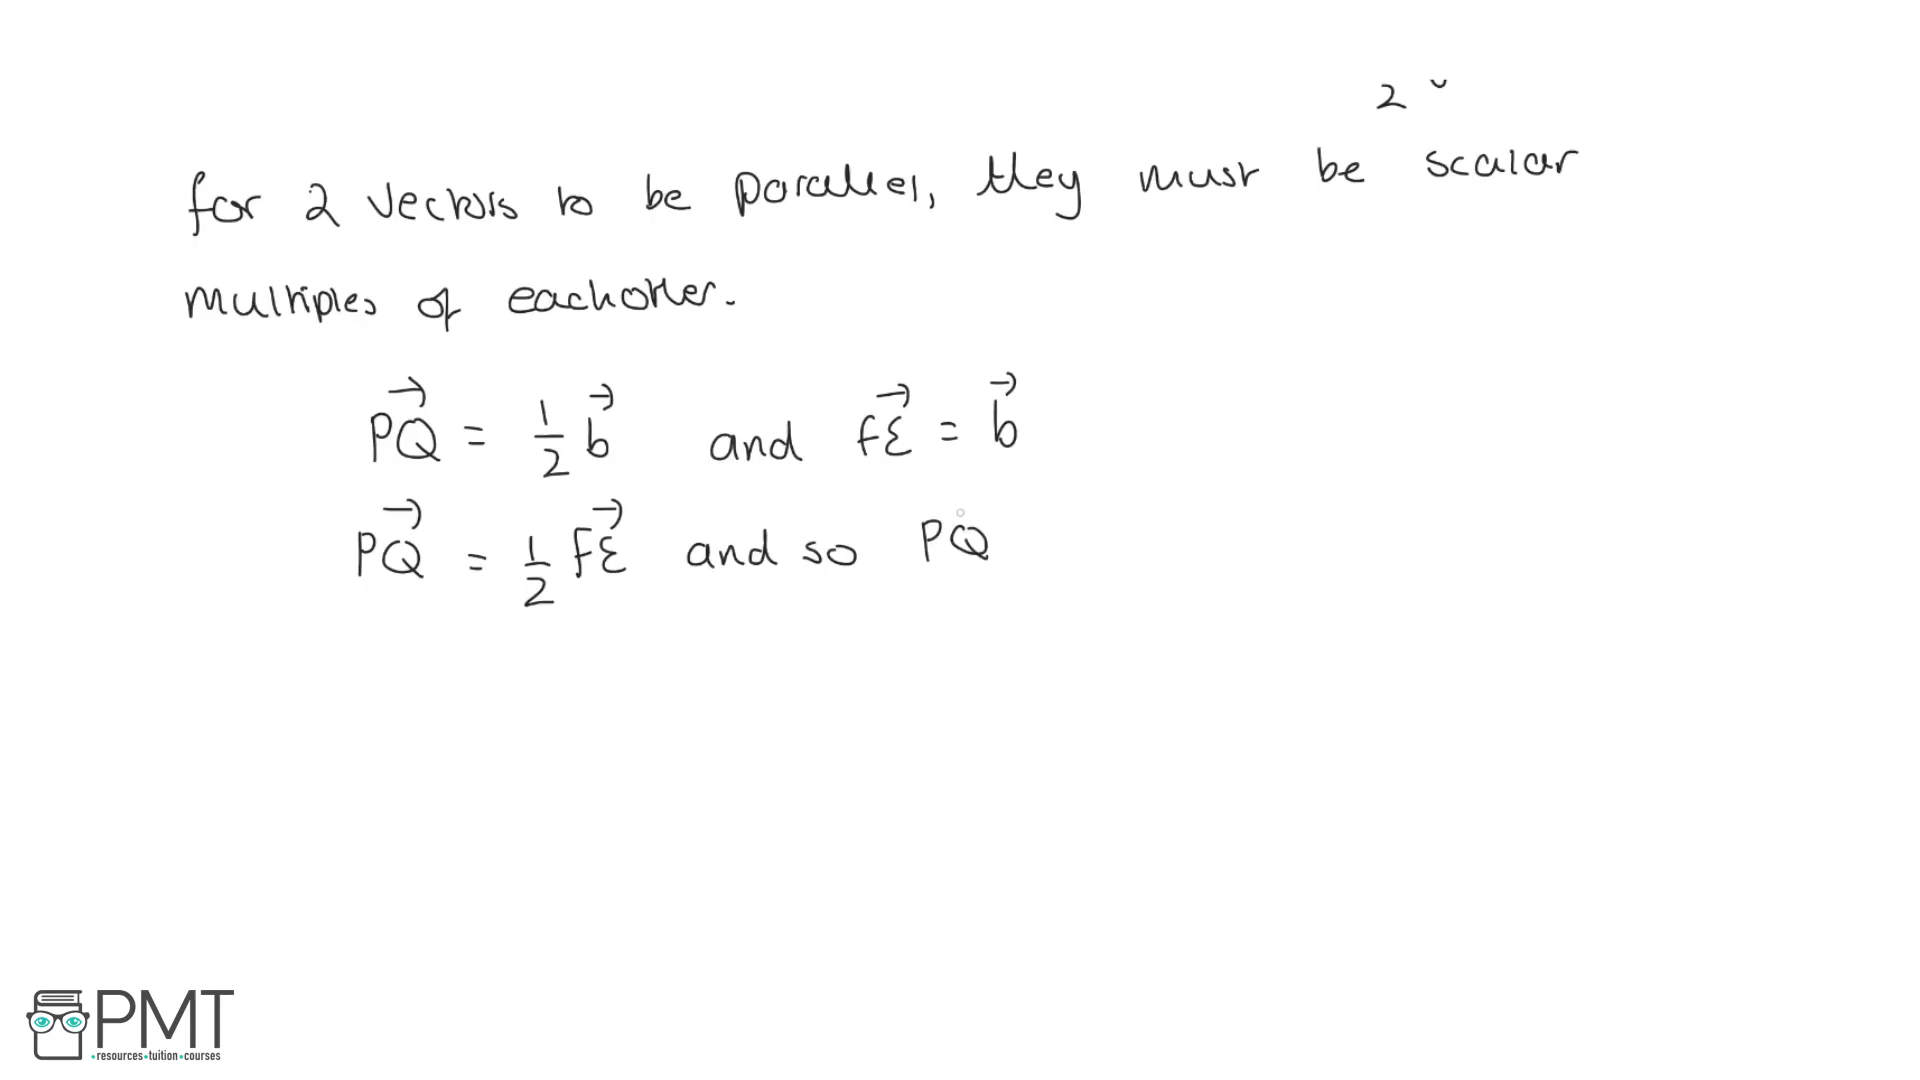 2
for 2 vectors to be parallel, they must be scalar
multiples of eachother.
→PQ = 1/2 →b and →FE = →b
→PQ = 1/2 →FE and so PQ
PMT
•resources•tuition•courses